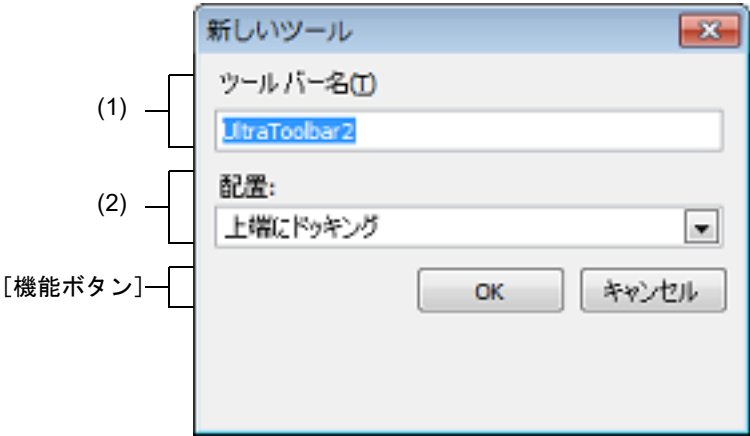 新しいツール
ツール バー名(T)
(1)
UltraToolbar2
配置:
(2)
上端にドッキング
[機能ボタン]
OK
キャンセル